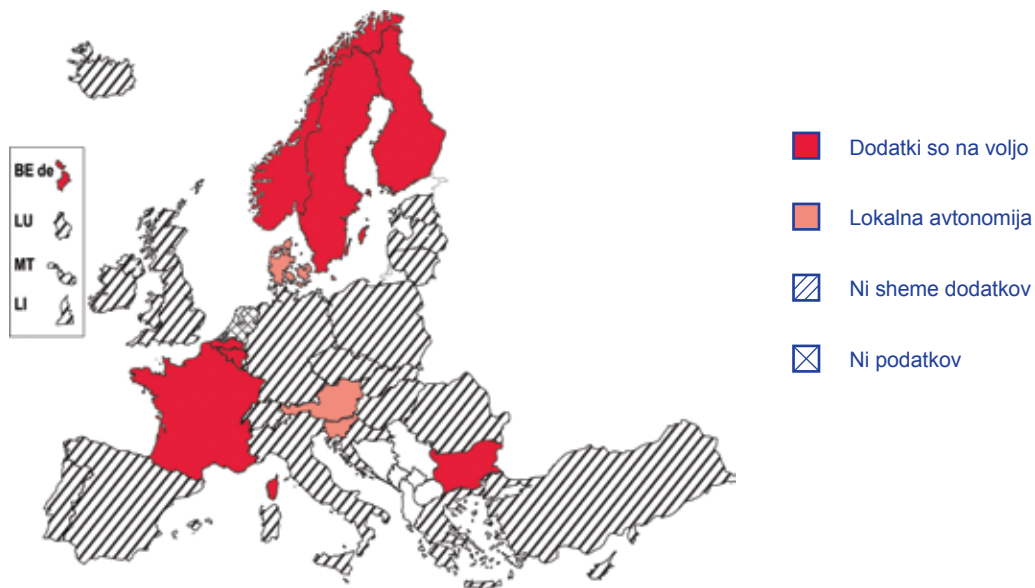 BE de
LU
MT
LI
Dodatki so na voljo
Lokalna avtonomija
Ni sheme dodatkov
Ni podatkov